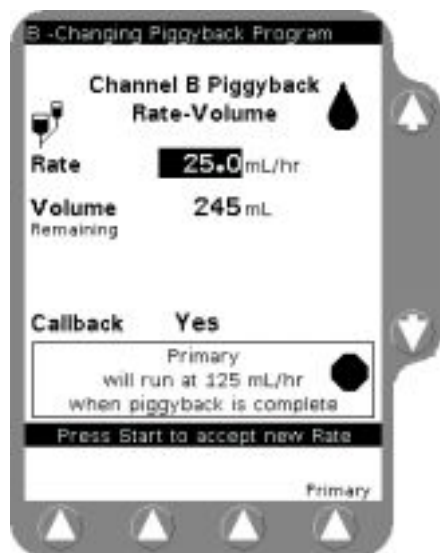 B -Changing Piggyback Program
Channel B Piggyback
Rate-Volume
Rate 25.0 mL/hr
Volume 245 mL
Remaining
Callback Yes
Primary
will run at 125 mL/hr
when piggyback is complete
Press Start to accept new Rate
Primary